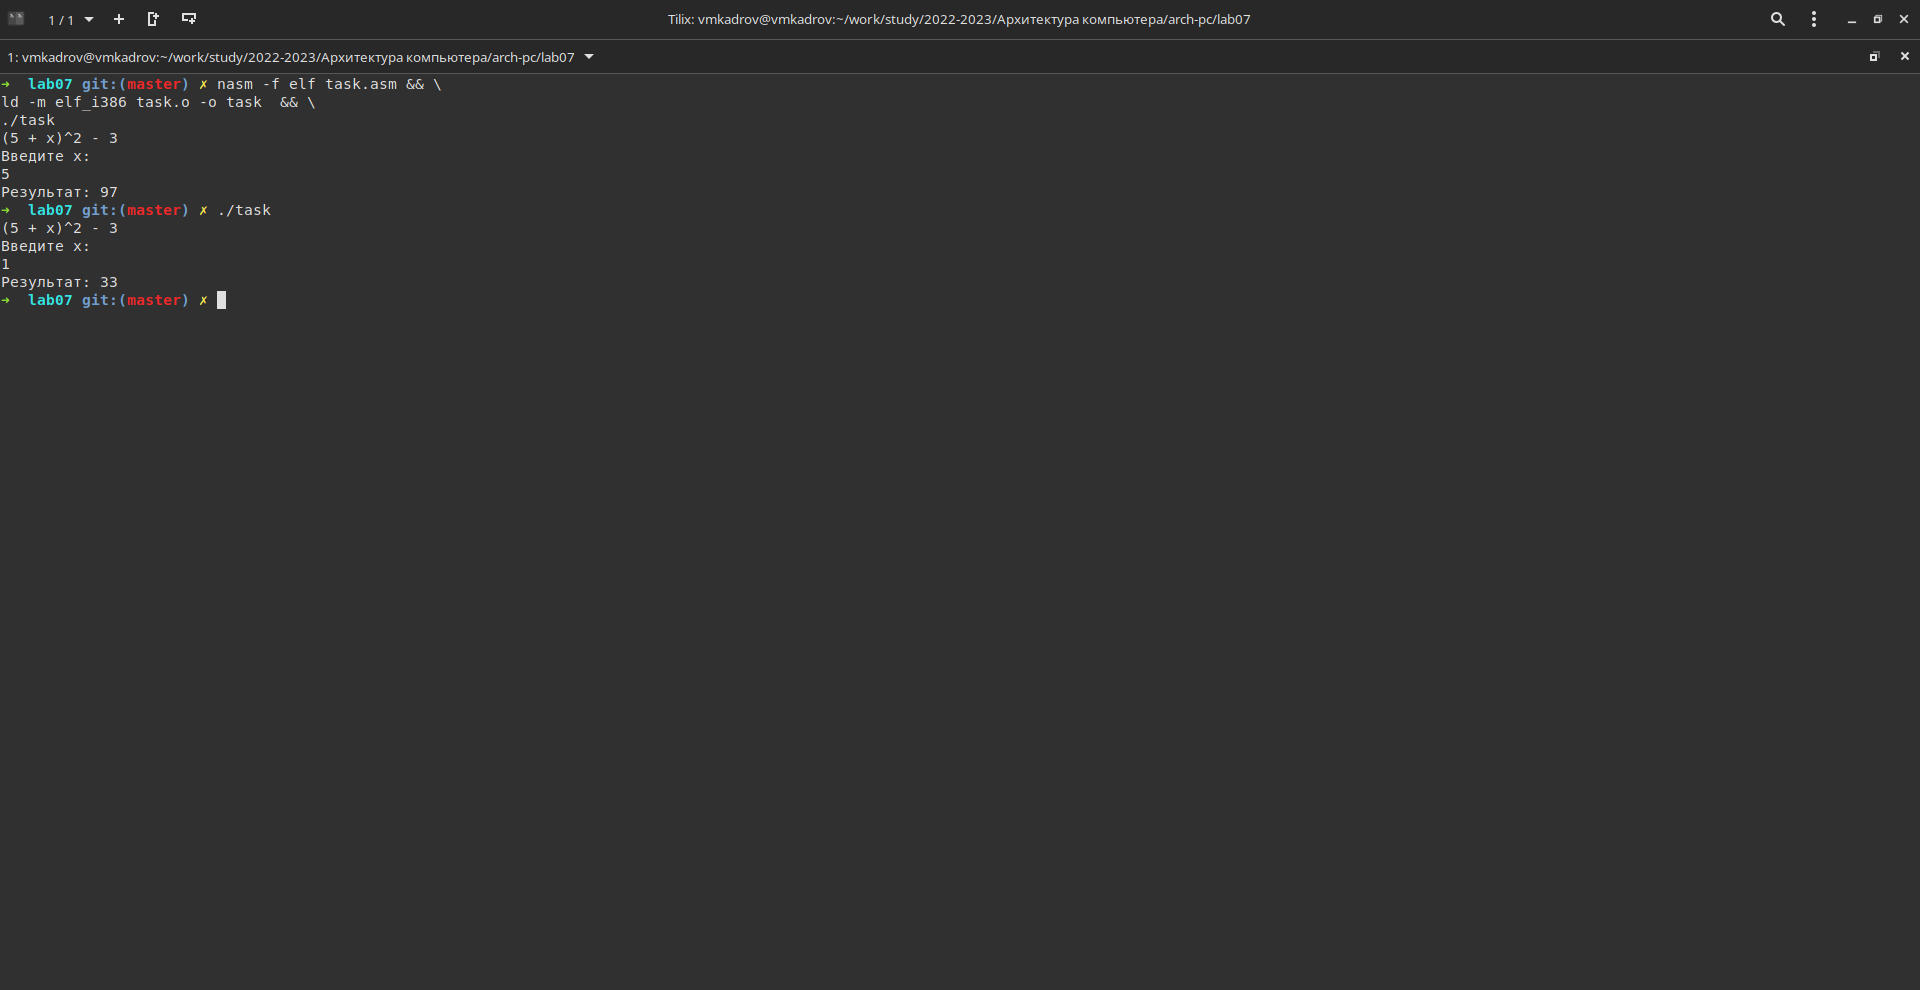 1 / 1
Tilix: vmkadrov@vmkadrov:~/work/study/2022-2023/Архитектура компьютера/arch-pc/lab07
1: vmkadrov@vmkadrov:~/work/study/2022-2023/Архитектура компьютера/arch-pc/lab07
➜  lab07 git:(master) ✗ nasm -f elf task.asm && \
ld -m elf_i386 task.o -o task  && \
./task
(5 + x)^2 - 3
Введите x:
5
Результат: 97
➜  lab07 git:(master) ✗ ./task
(5 + x)^2 - 3
Введите x:
1
Результат: 33
➜  lab07 git:(master) ✗